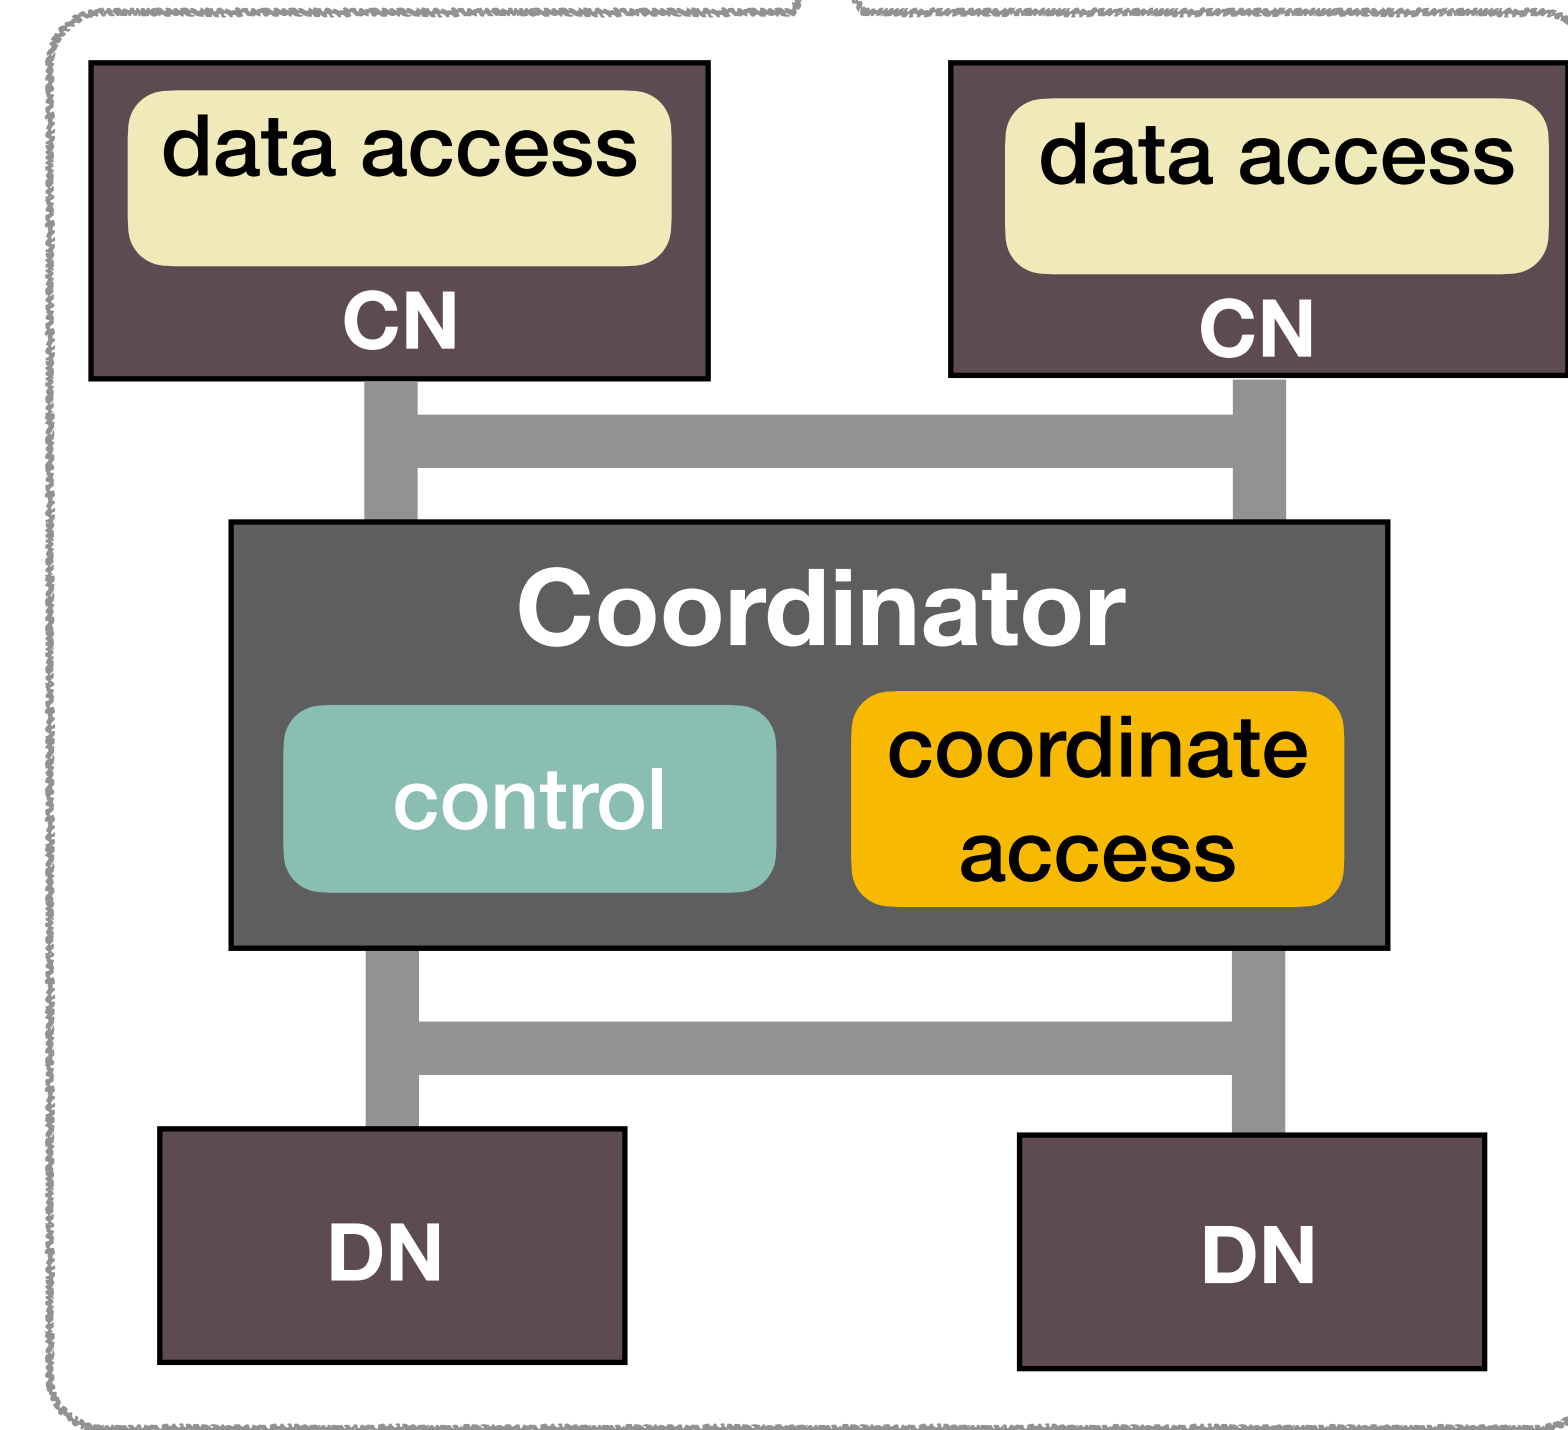 data access
data access
CN
CN
Coordinator
control
coordinate
access
DN
DN